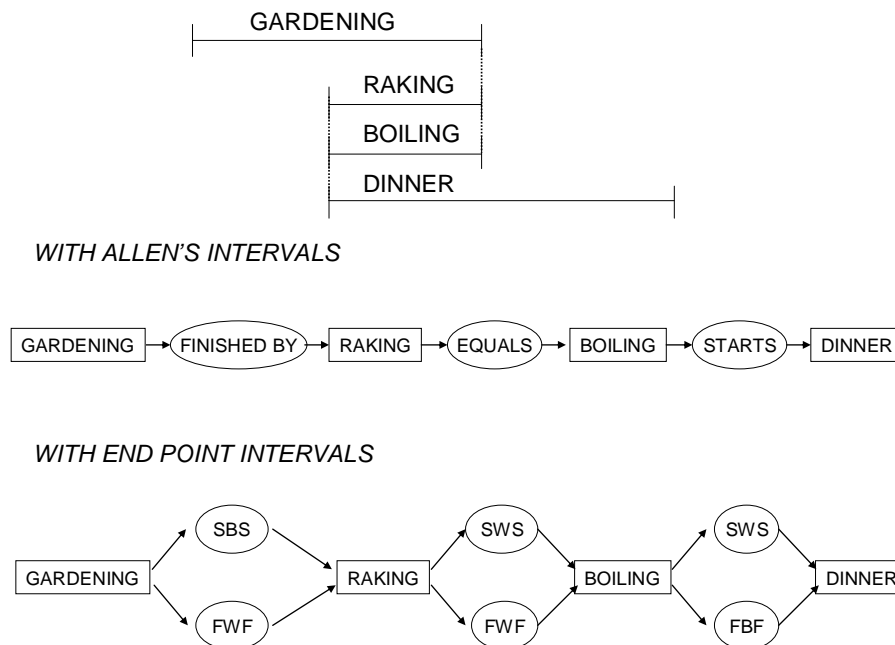 GARDENING
RAKING
BOILING
DINNER
WITH ALLEN'S INTERVALS
GARDENING FINISHED BY RAKING EQUALS BOILING STARTS DINNER
WITH END POINT INTERVALS
SBS SWS SWS
GARDENING RAKING BOILING DINNER
FWF FWF FBF